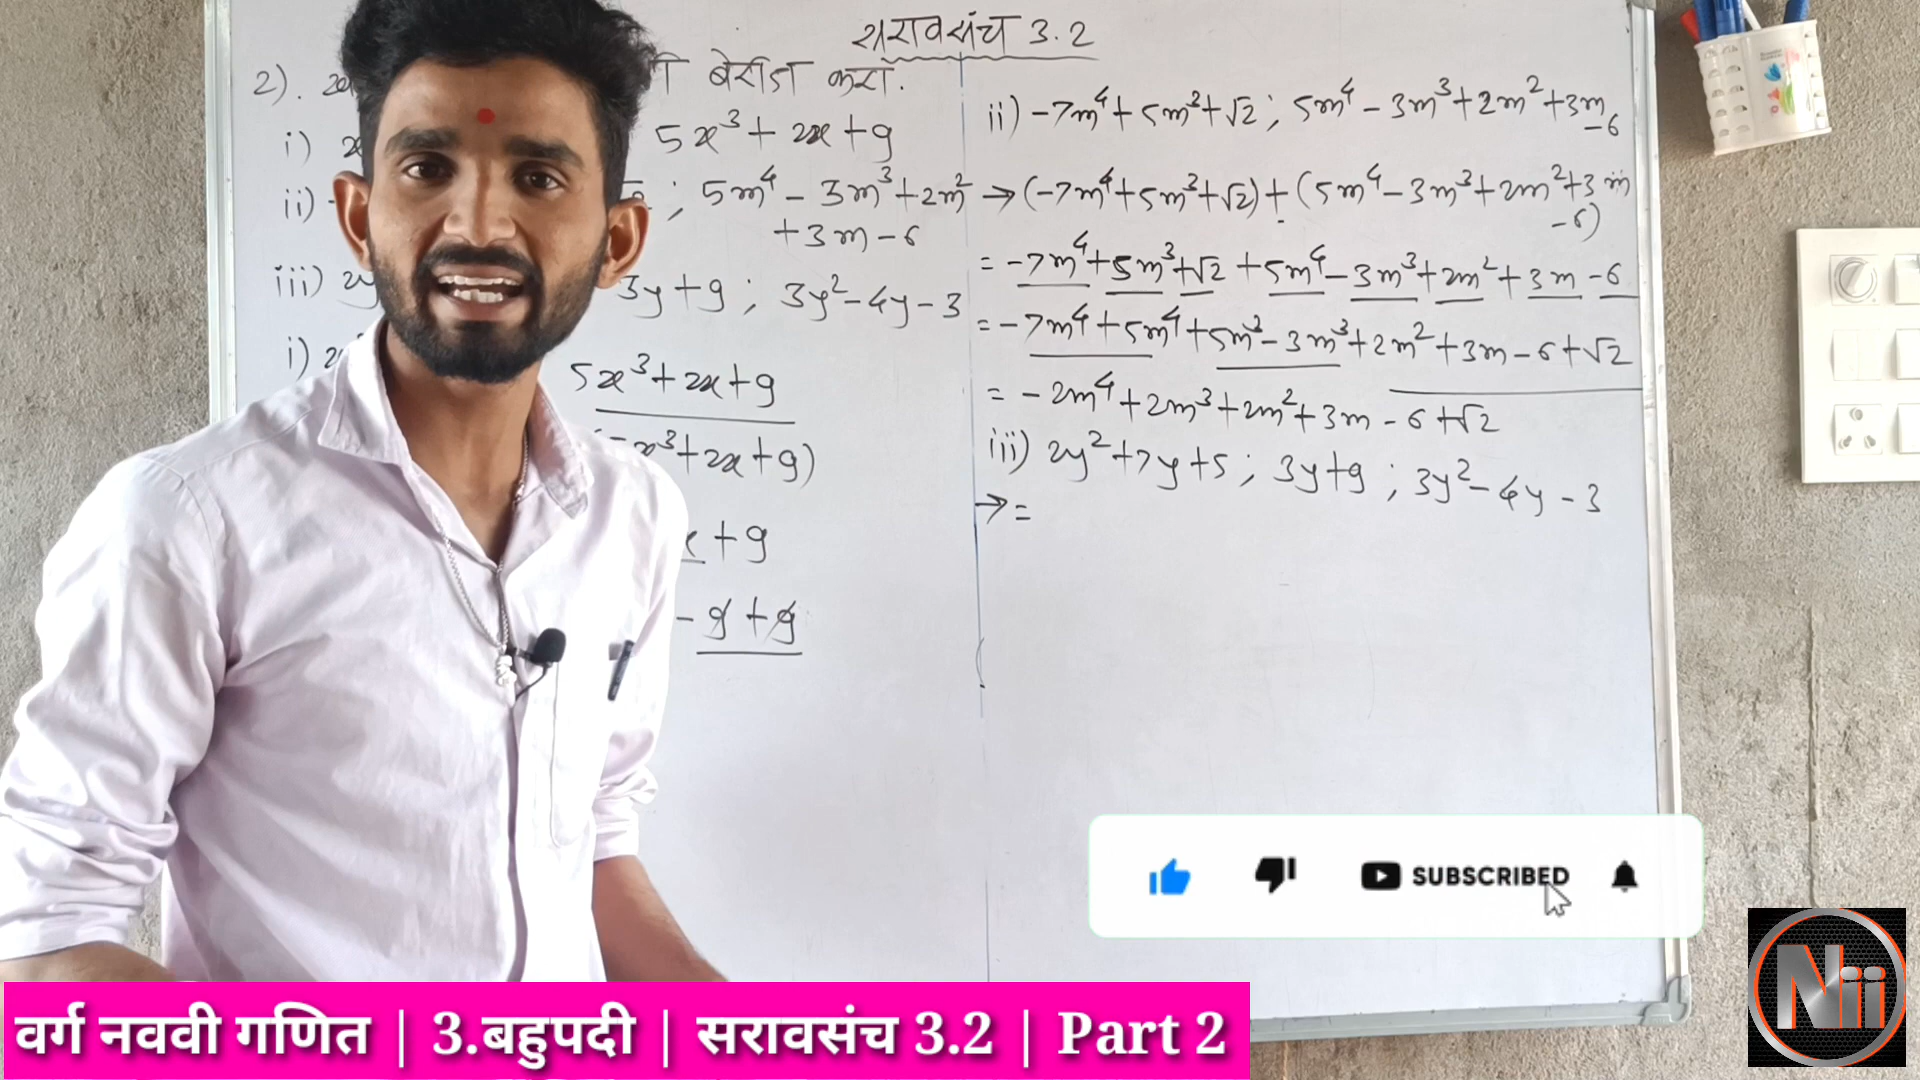 सरावसंच 3.2
2). बेरीज करा.
i) x 5x³ + 2x + 9
ii) - ; 5m⁴ - 3m³ + 2m²
+ 3m - 6
iii) 2y 3y + 9 ; 3y² - 4y - 3
i)
5x³ + 2x + 9
x³ + 2x + 9)
+ 9
- 9 + 9
ii) -7m⁴ + 5m³ + √2 ; 5m⁴ - 3m³ + 2m² + 3m
- 6
→ (-7m⁴ + 5m³ + √2) + (5m⁴ - 3m³ + 2m² + 3m
- 6)
= -7m⁴ + 5m³ + √2 + 5m⁴ - 3m³ + 2m² + 3m - 6
= -7m⁴ + 5m⁴ + 5m³ - 3m³ + 2m² + 3m - 6 + √2
= -2m⁴ + 2m³ + 2m² + 3m - 6 + √2
iii) 2y² + 7y + 5 ; 3y + 9 ; 3y² - 4y - 3
→ =
SUBSCRIBED
Nii
वर्ग नववी गणित | 3.बहुपदी | सरावसंच 3.2 | Part 2